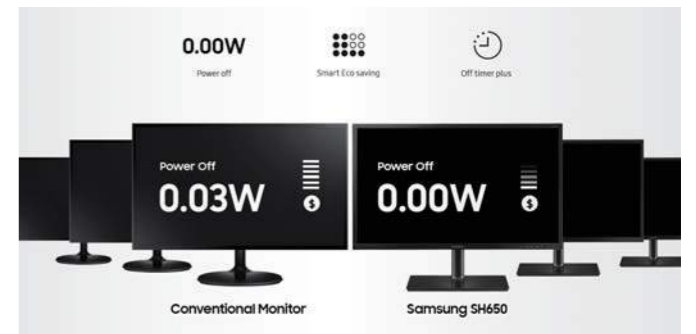 0.00W
Power off
Smart Eco saving
Off timer plus
Power Off
0.03W
$
Power Off
0.00W
$
Conventional Monitor
Samsung SH650